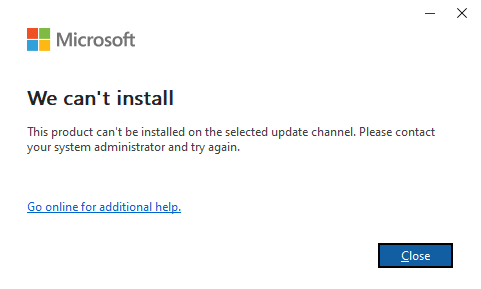 Microsoft
We can't install
This product can't be installed on the selected update channel. Please contact
your system administrator and try again.
Go online for additional help.
Close